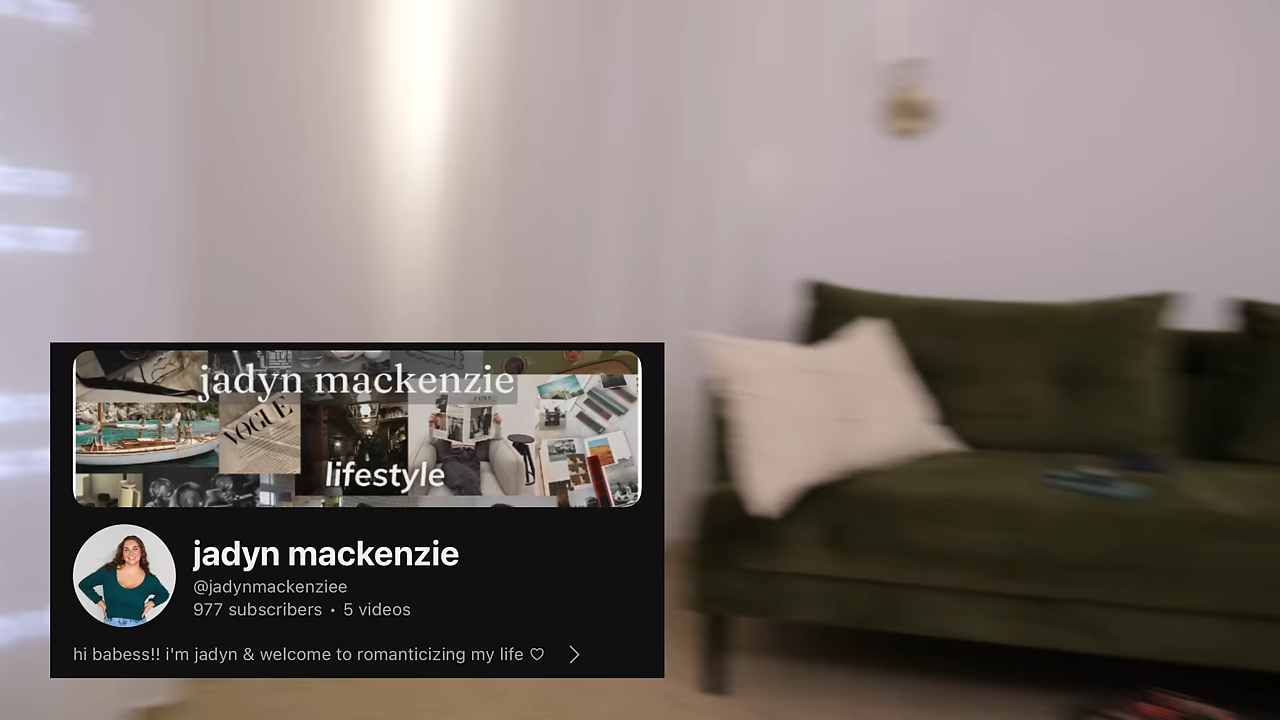 jadyn mackenzie
VOGUE
lifestyle
jadyn mackenzie
@jadynmackenziee
977 subscribers • 5 videos
hi babess!! i'm jadyn & welcome to romanticizing my life ♡